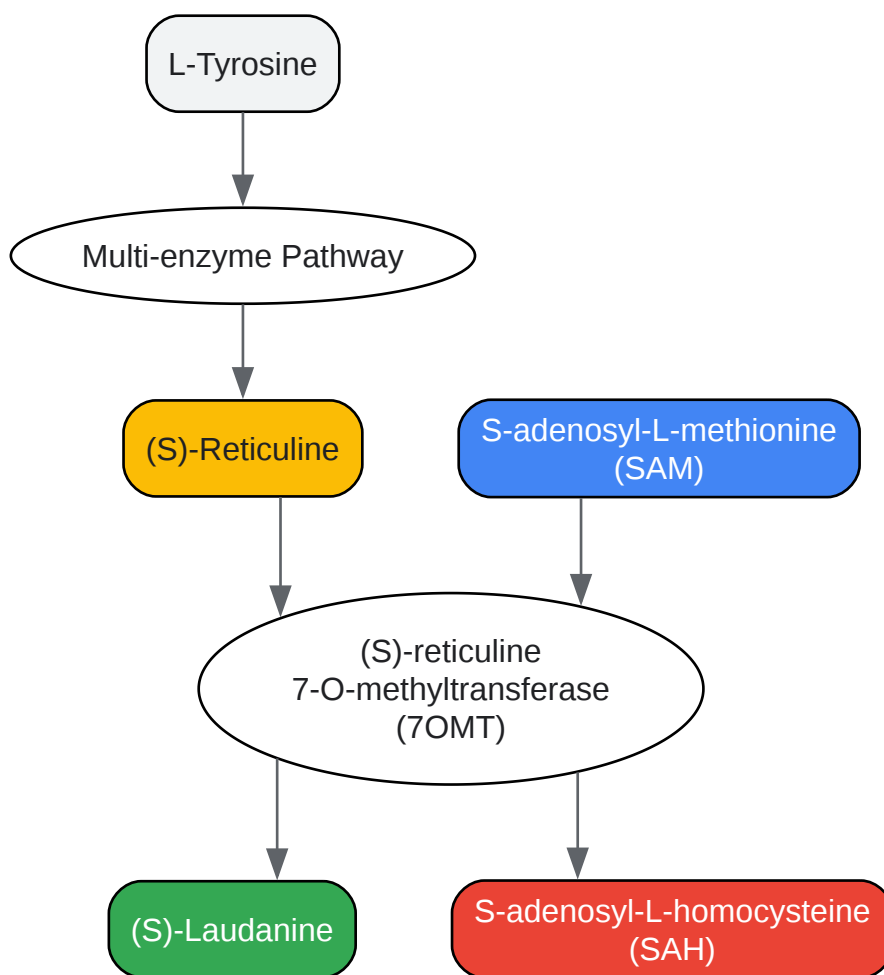 L-Tyrosine
Multi-enzyme Pathway
(S)-Reticuline
S-adenosyl-L-methionine
(SAM)
(S)-reticuline
7-O-methyltransferase
(7OMT)
(S)-Laudanine
S-adenosyl-L-homocysteine
(SAH)